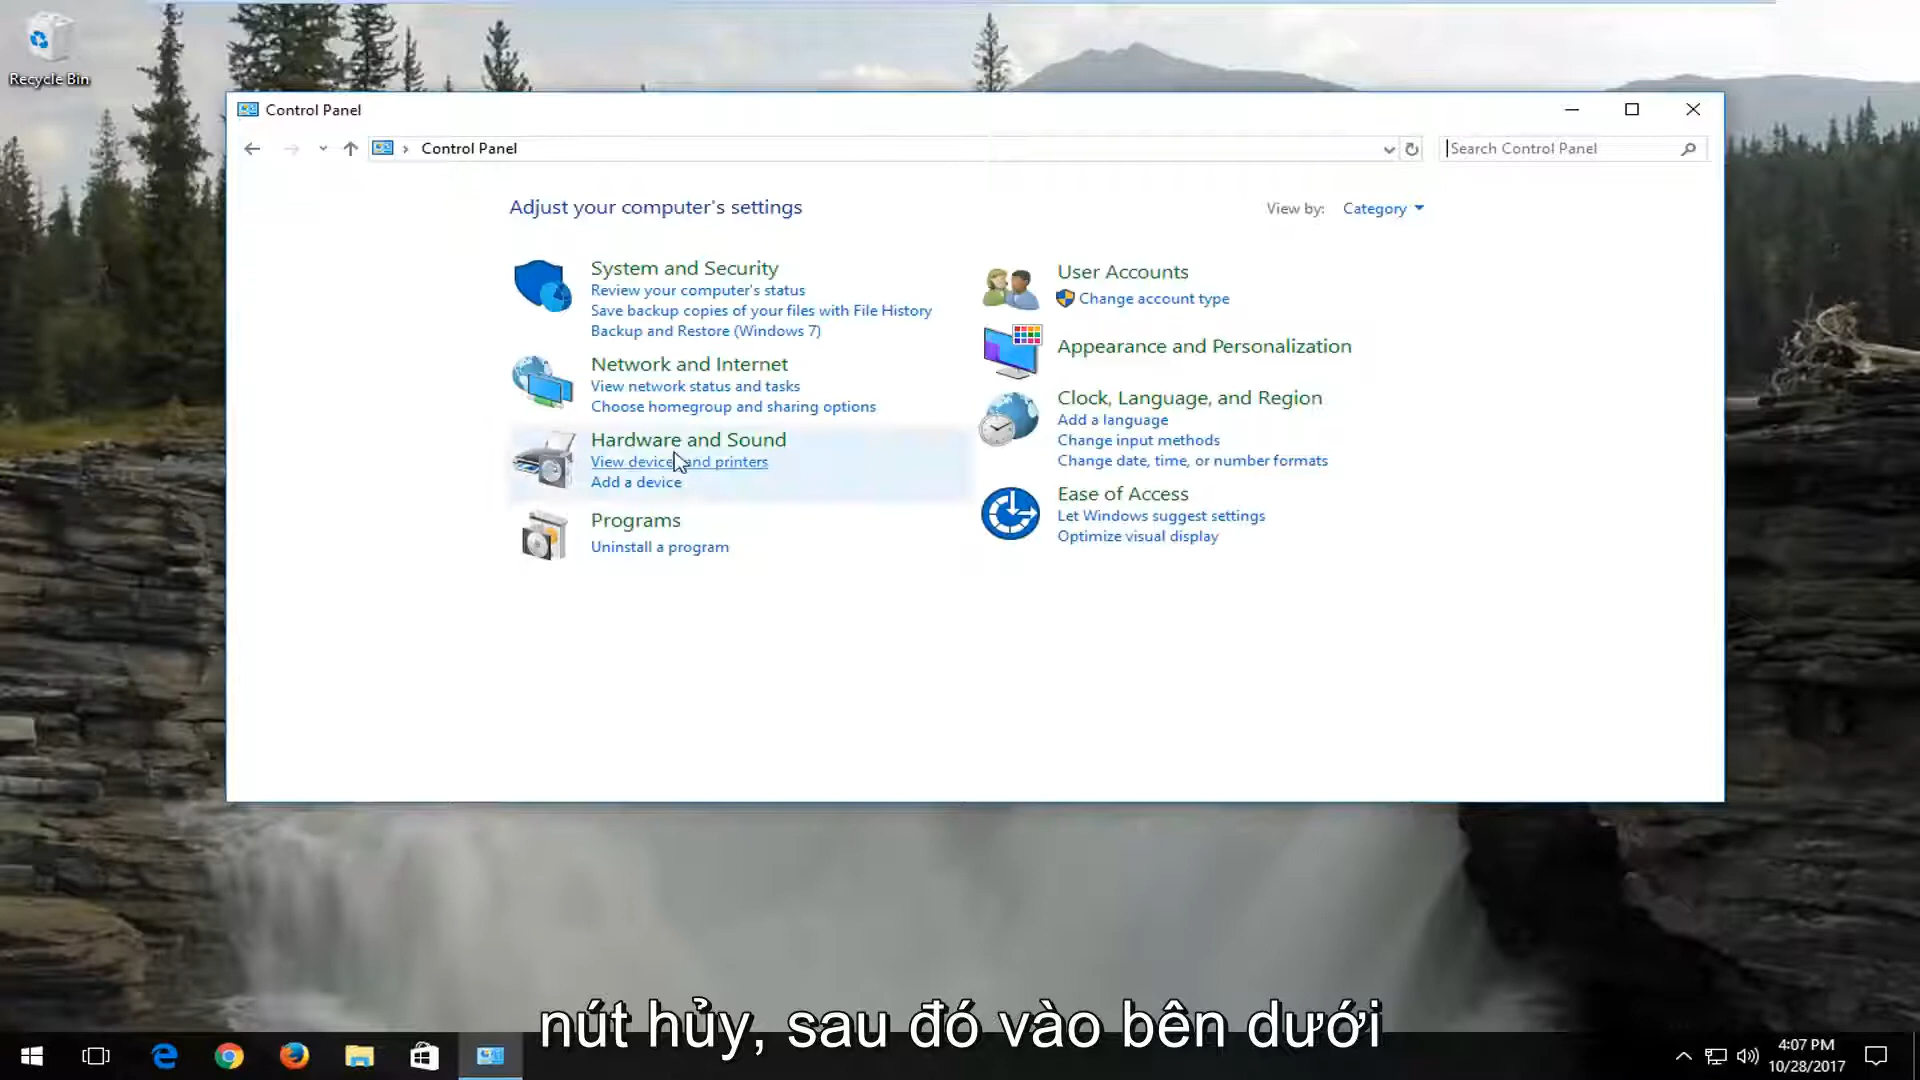 Recycle Bin
Control Panel
Control Panel
Search Control Panel
Adjust your computer's settings
View by: Category
System and Security
Review your computer's status
Save backup copies of your files with File History
Backup and Restore (Windows 7)
Network and Internet
View network status and tasks
Choose homegroup and sharing options
Hardware and Sound
View devices and printers
Add a device
Programs
Uninstall a program
User Accounts
Change account type
Appearance and Personalization
Clock, Language, and Region
Add a language
Change input methods
Change date, time, or number formats
Ease of Access
Let Windows suggest settings
Optimize visual display
nút hủy, sau đó vào bên dưới
4:07 PM
10/28/2017